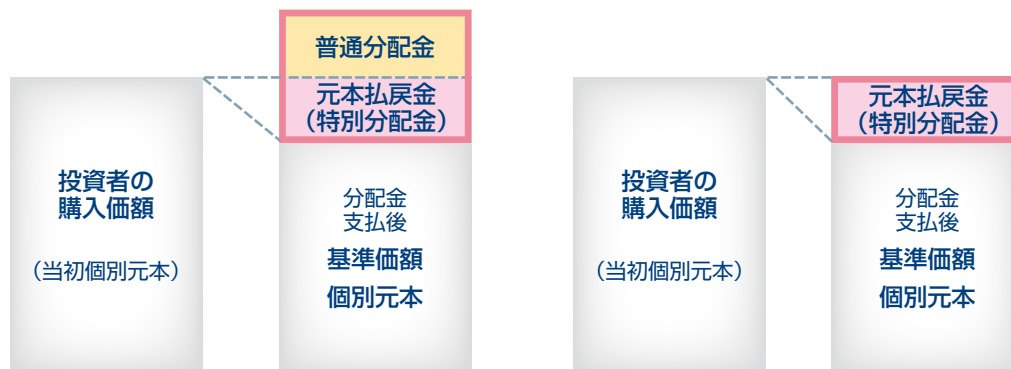 普通分配金
元本払戻金
（特別分配金）
投資者の
購入価額
（当初個別元本）
分配金
支払後
基準価額
個別元本
元本払戻金
（特別分配金）
投資者の
購入価額
（当初個別元本）
分配金
支払後
基準価額
個別元本